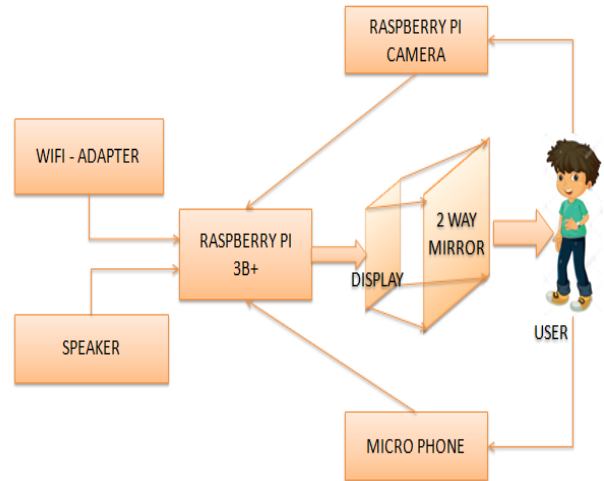 RASPBERRY PI
CAMERA
WIFI - ADAPTER
RASPBERRY PI
3B+
DISPLAY
2 WAY
MIRROR
USER
SPEAKER
MICRO PHONE